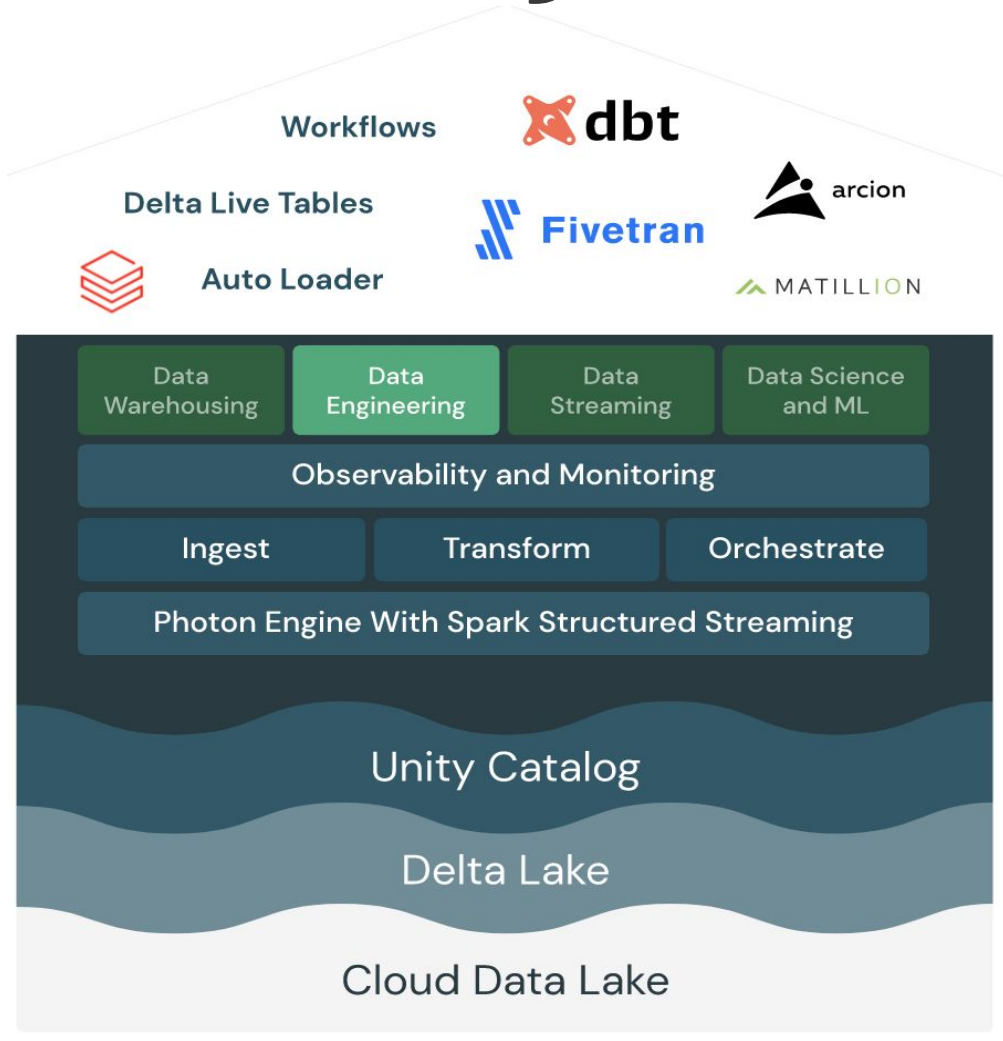 Workflows
dbt
Delta Live Tables
Fivetran
arcion
Auto Loader
MATILLION
Data
Warehousing
Data
Engineering
Data
Streaming
Data Science
and ML
Observability and Monitoring
Ingest
Transform
Orchestrate
Photon Engine With Spark Structured Streaming
Unity Catalog
Delta Lake
Cloud Data Lake